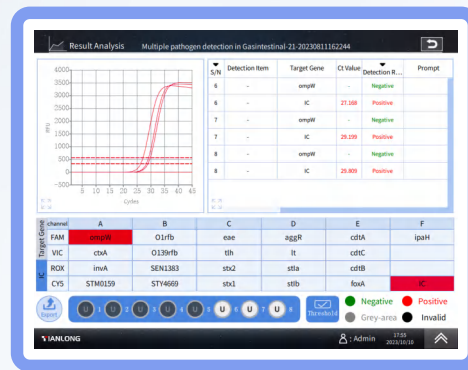 Result Analysis Multiple pathogen detection in Gasintestinal-21-20230811162244
4000
3500
3000
2500
2000
1500
1000
500
0
-500
RFU
5 10 15 20 25 30 35 40 45
Cycles
S/N Detection Item Target Gene Ct Value Detection R... Prompt
6 - ompW - Negative
6 - IC 27.168 Positive
7 - ompW - Negative
7 - IC 29.199 Positive
8 - ompW - Negative
8 - IC 25.809 Positive
Target Gene
IC
channel A B C D E F
FAM ompW O1rfb eae aggR cdtA ipaH
VIC ctxA O139rfb tlh lt cdtC
ROX invA SEN1383 stx2 stIa cdtB
CY5 STM0159 STY4669 stx1 stIb foxA IC
Export
U 1 U 2 U 3 U 4 U 5 U 6 U 7 U 8
Threshold
Negative Positive
Grey-area Invalid
TIANLONG
: Admin
17:55
2023/10/10